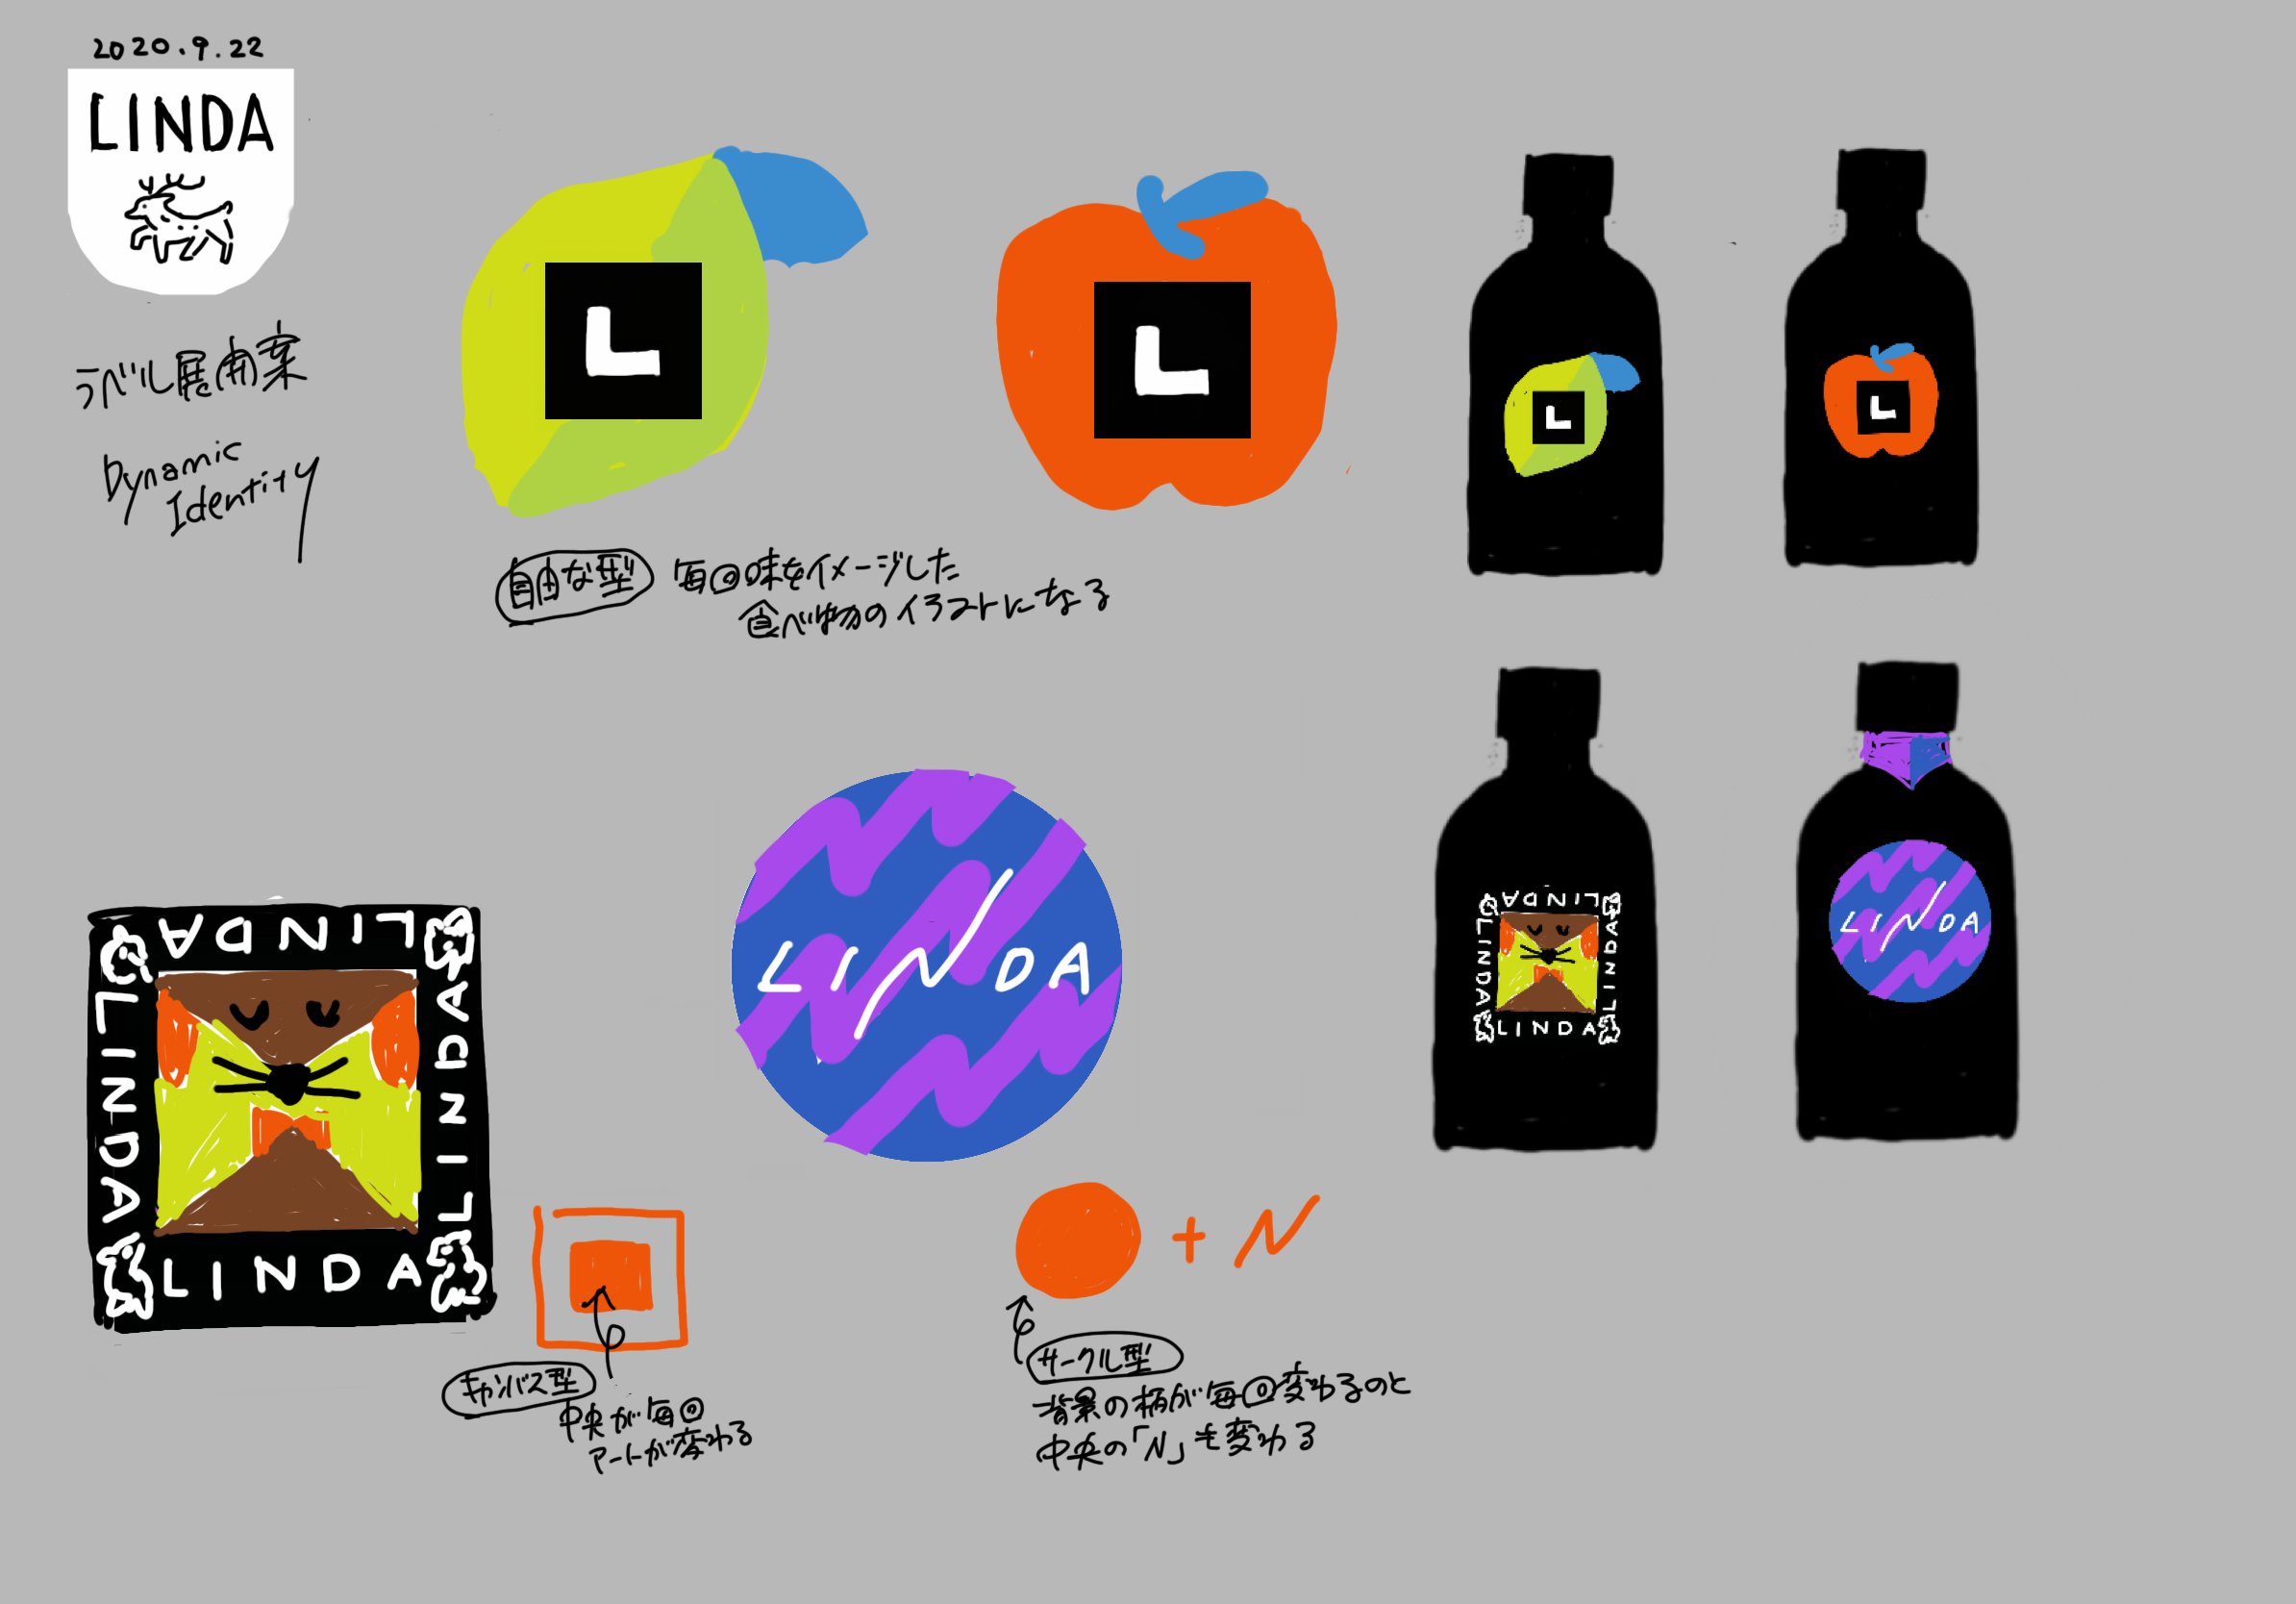 2020.9.22
LINDA
ラベル展開案
Dynamic
Identity
L
L
自由な型 毎回味をイメージした
食べ物のイラストになる
L
L
LINDA
LINDA
LINDA
LINDA
キャンバス型
中央が毎回
アートが変わる
LINDA
+ N
サークル型
背景の柄が毎回変わるのと
中央の「N」も変わる
LINDA
LINDA
LINDA
LINDA
LINDA